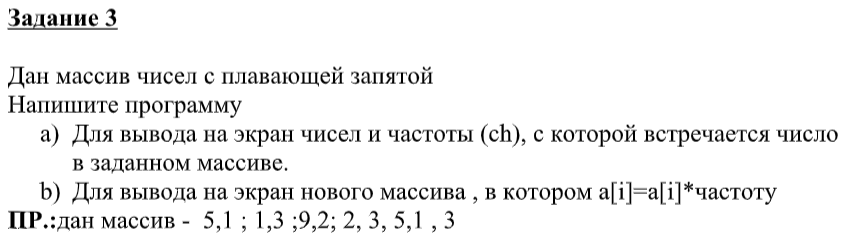 Задание 3
Дан массив чисел с плавающей запятой
Напишите программу
a) Для вывода на экран чисел и частоты (ch), с которой встречается число
в заданном массиве.
b) Для вывода на экран нового массива , в котором a[i]=a[i]*частоту
ПР.:дан массив - 5,1 ; 1,3 ;9,2; 2, 3, 5,1 , 3